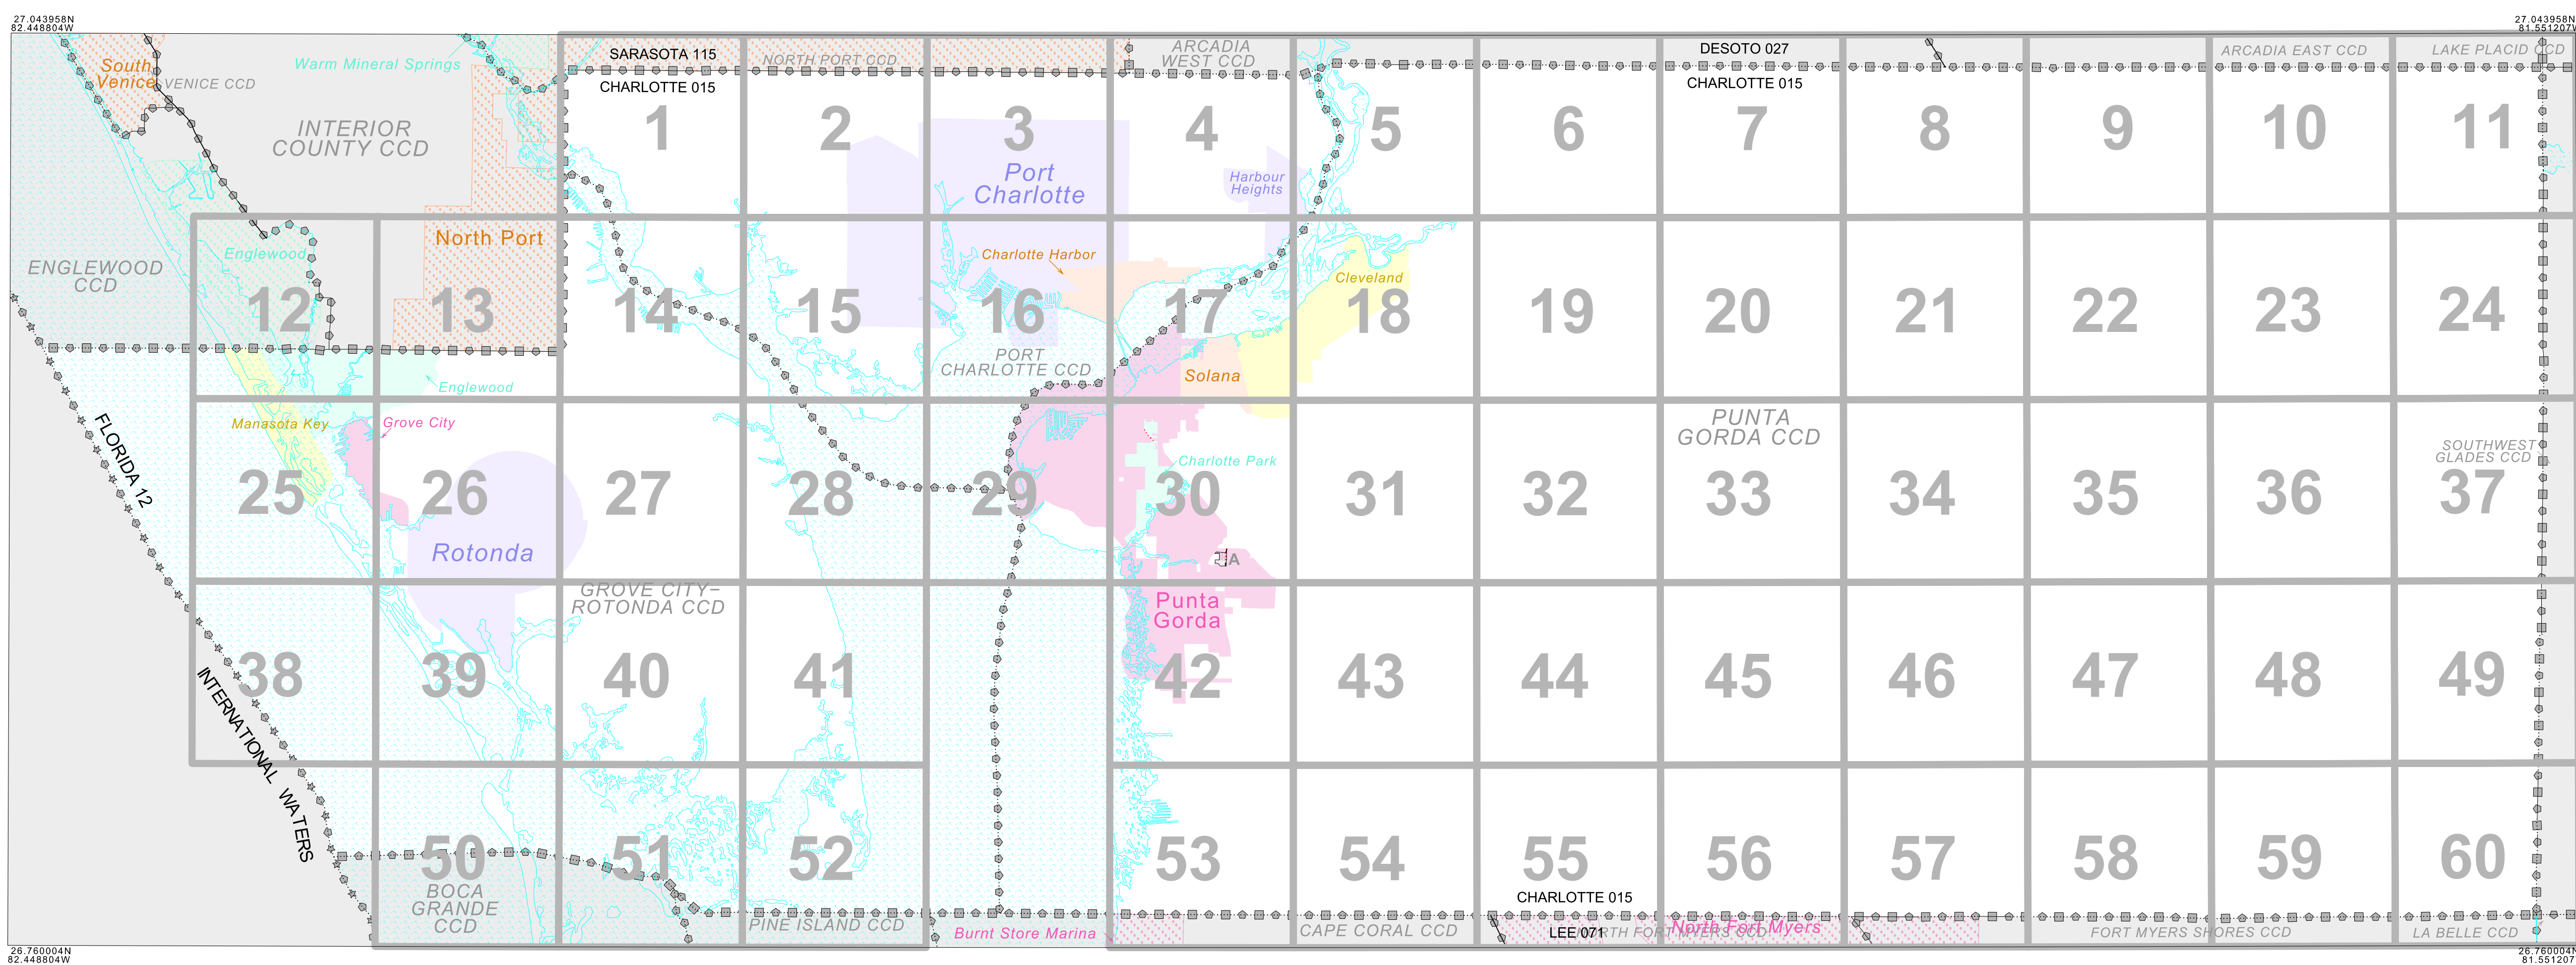 27.043958N
82.448804W
27.043958N
81.551207W
South
Venice
VENICE CCD
Warm Mineral Springs
INTERIOR
COUNTY CCD
SARASOTA 115
CHARLOTTE 015
NORTH PORT CCD
ARCADIA
WEST CCD
DESOTO 027
CHARLOTTE 015
ARCADIA EAST CCD
LAKE PLACID CCD
1
2
3
4
5
6
7
8
9
10
11
Port
Charlotte
Harbour
Heights
North Port
Englewood
ENGLEWOOD
CCD
Charlotte Harbor
Cleveland
12
13
14
15
16
17
18
19
20
21
22
23
24
PORT
CHARLOTTE CCD
Solana
Englewood
Manasota Key
Grove City
FLORIDA 12
Charlotte Park
PUNTA
GORDA CCD
SOUTHWEST
GLADES CCD
25
26
27
28
29
30
31
32
33
34
35
36
37
Rotonda
A
GROVE CITY–
ROTONDA CCD
Punta
Gorda
38
39
40
41
42
43
44
45
46
47
48
49
INTERNATIONAL WATERS
50
51
52
53
54
55
56
57
58
59
60
BOCA
GRANDE
CCD
PINE ISLAND CCD
Burnt Store Marina
CAPE CORAL CCD
CHARLOTTE 015
LEE 071
NORTH FORT MYERS CCD
North Fort Myers
FORT MYERS SHORES CCD
LA BELLE CCD
26.760004N
82.448804W
26.760004N
81.551207